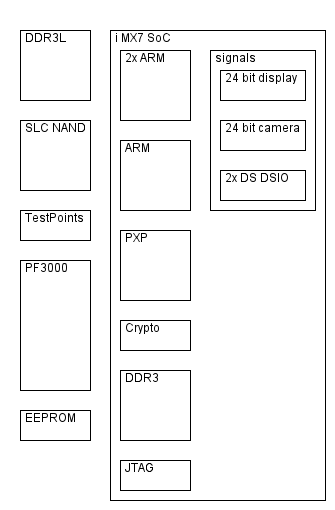 DDR3L
SLC NAND
TestPoints
PF3000
EEPROM
i MX7 SoC
2x ARM
ARM
PXP
Crypto
DDR3
JTAG
signals
24 bit display
24 bit camera
2x DS DSIO